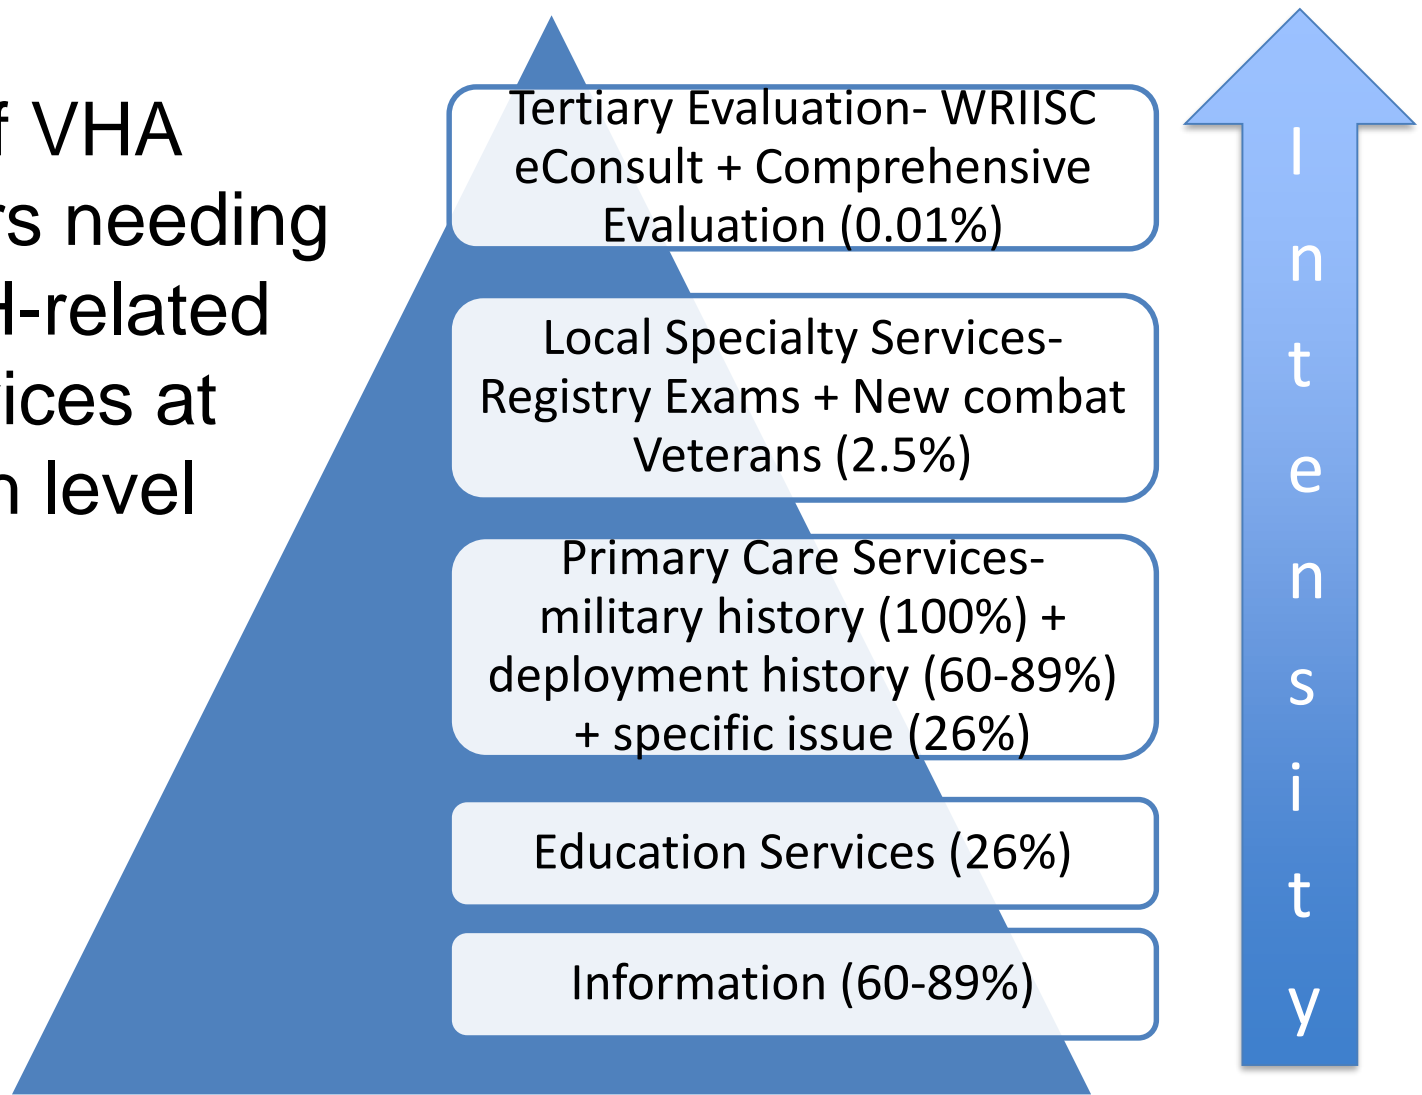 f VHA
rs needing
H-related
vices at
h level
Tertiary Evaluation- WRIISC
eConsult + Comprehensive
Evaluation (0.01%)
Local Specialty Services-
Registry Exams + New combat
Veterans (2.5%)
Primary Care Services-
military history (100%) +
deployment history (60-89%)
+ specific issue (26%)
Education Services (26%)
Information (60-89%)
Intensity